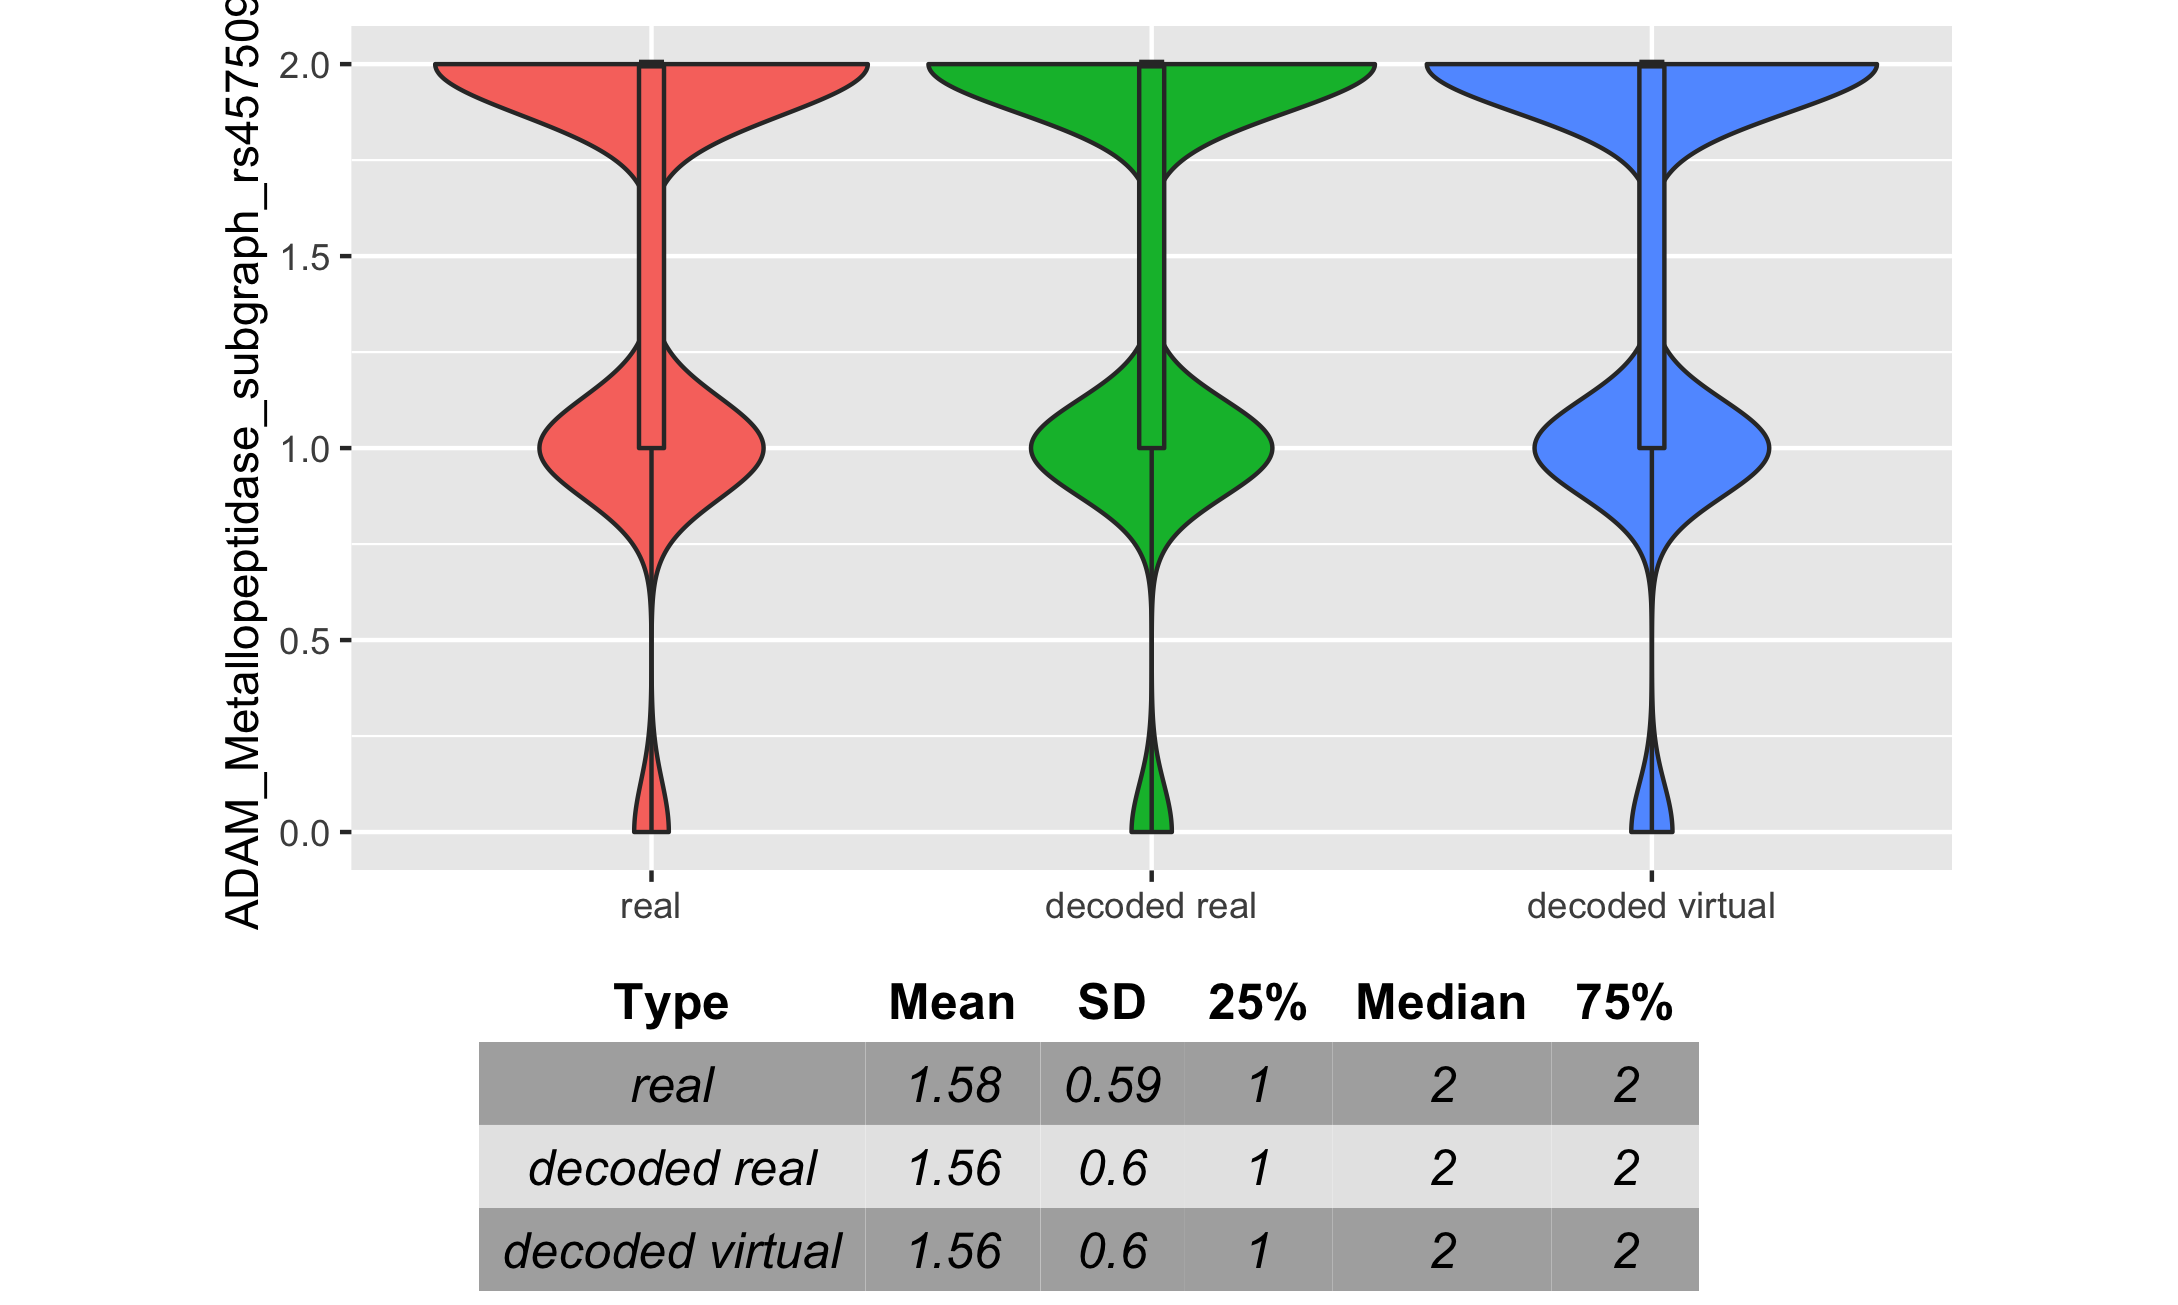 ADAM_Metallopeptidase_subgraph_rs457509
2.0
1.5
1.0
0.5
0.0
real decoded real decoded virtual
Type Mean SD 25% Median 75%
real 1.58 0.59 1 2 2
decoded real 1.56 0.6 1 2 2
decoded virtual 1.56 0.6 1 2 2